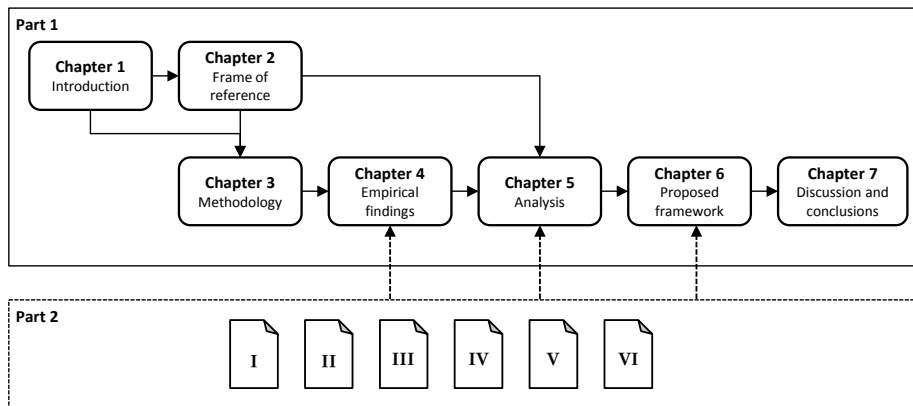 Part 1
Chapter 1
Introduction
Chapter 2
Frame of
reference
Chapter 3
Methodology
Chapter 4
Empirical
findings
Chapter 5
Analysis
Chapter 6
Proposed
framework
Chapter 7
Discussion and
conclusions
Part 2
I
II
III
IV
V
VI